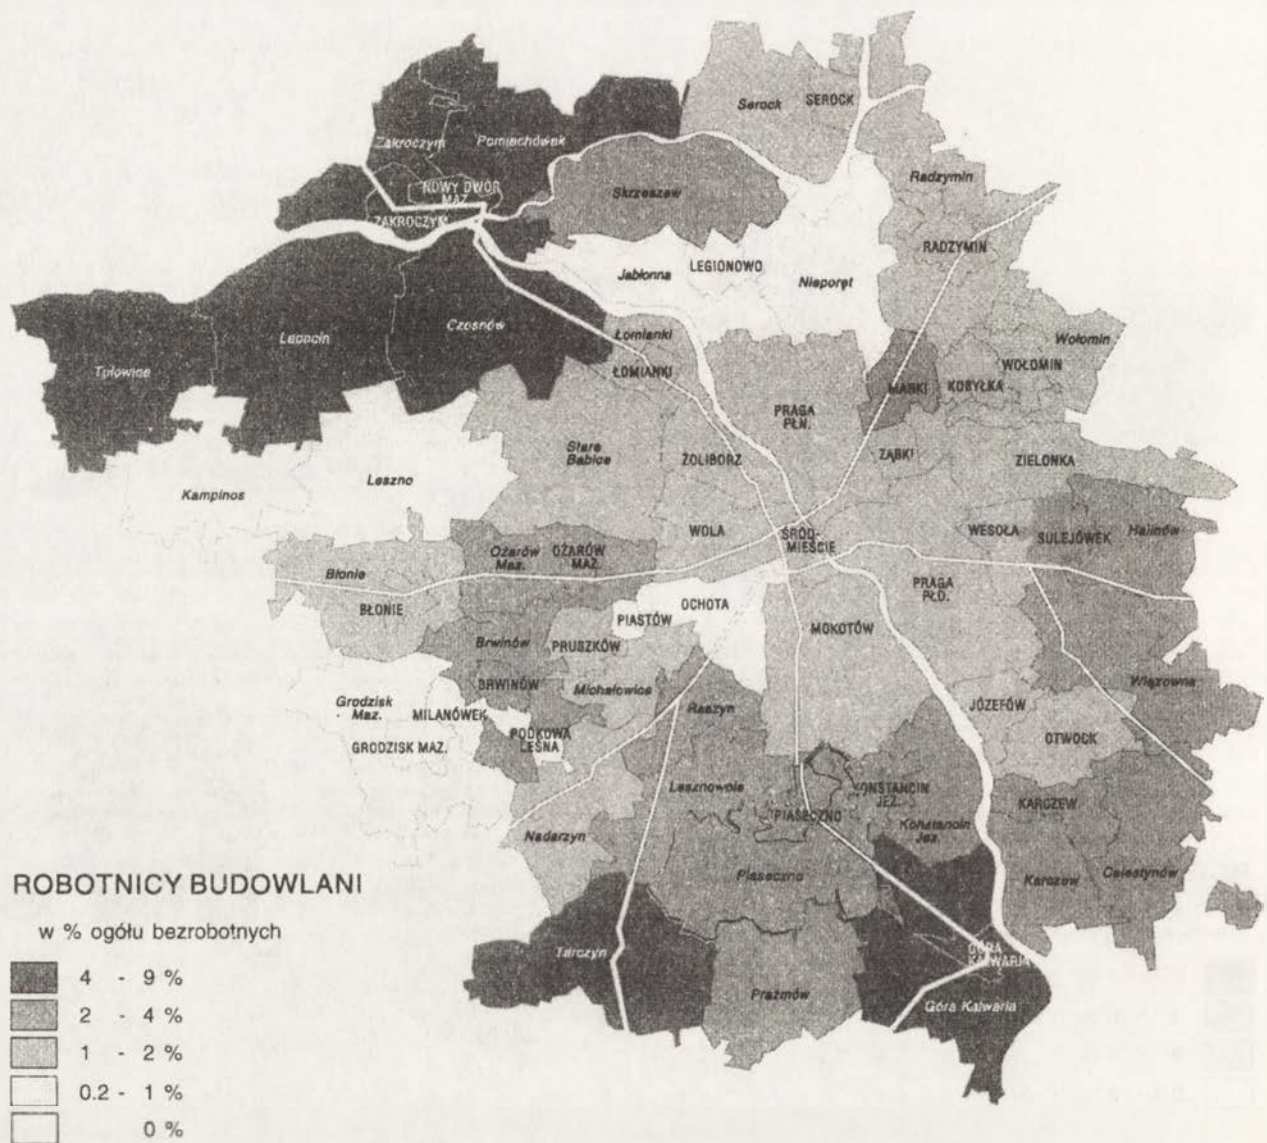 Serock
SEROCK
Zakroczym
Pomiechówek
NOWY DWÓR
MAZ.
ZAKROCZYM
Skrzeszew
Radzymin
RADZYMIN
Jabłonna
LEGIONOWO
Nieporęt
Czosnów
Leoncin
Tułowice
Łomianki
ŁOMIANKI
Wołomin
WOŁOMIN
KOBYŁKA
MARKI
PRAGA
PŁN.
Stare
Babice
ŻOLIBORZ
ZĄBKI
ZIELONKA
Leszno
Kampinos
WOLA
ŚRÓD-
MIEŚCIE
WESOŁA
SULEJÓWEK
Halinów
Ożarów
Maz.
OŻARÓW
MAZ.
Błonie
BŁONIE
PRAGA
PŁD.
OCHOTA
PIASTÓW
MOKOTÓW
Brwinów
PRUSZKÓW
BRWINÓW
Michałowice
Wiązowna
Grodzisk
Maz.
MILANÓWEK
GRODZISK MAZ.
PODKOWA
LEŚNA
Raszyn
JÓZEFÓW
OTWOCK
Lesznowola
KONSTANCIN
JEZ.
PIASECZNO
Konstancin
Jez.
KARCZEW
Nadarzyn
Piaseczno
Karczew
Celestynów
Tarczyn
Prażmów
GÓRA
KALWARIA
Góra Kalwaria
ROBOTNICY BUDOWLANI
w % ogółu bezrobotnych
4 - 9 %
2 - 4 %
1 - 2 %
0.2 - 1 %
0 %